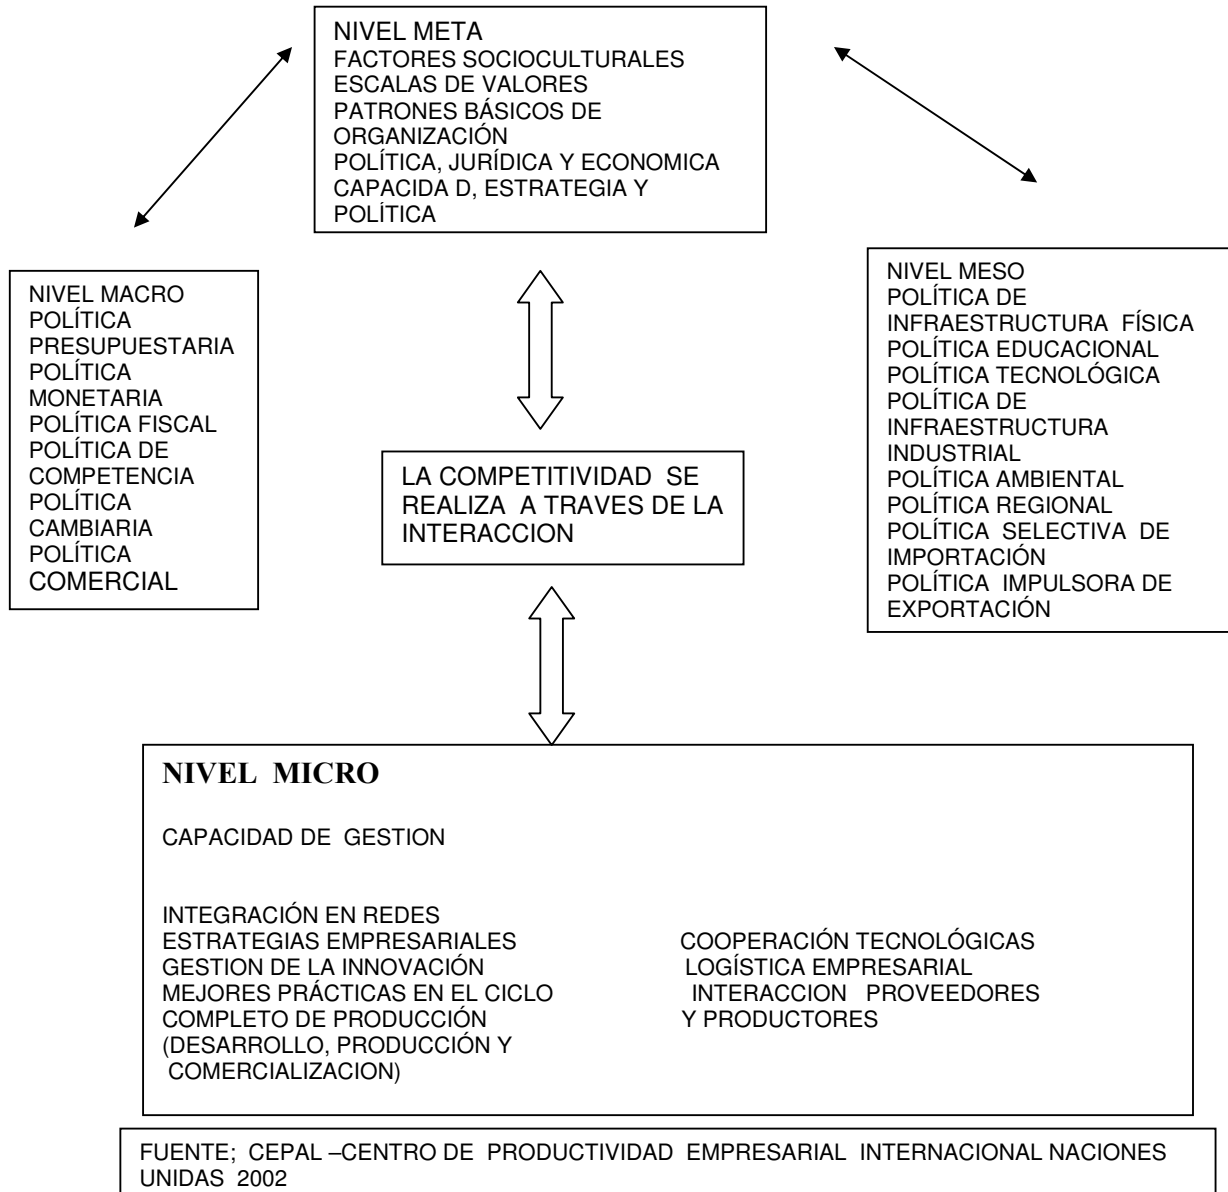 NIVEL META
FACTORES SOCIOCULTURALES
ESCALAS DE VALORES
PATRONES BÁSICOS DE
ORGANIZACIÓN
POLÍTICA, JURÍDICA Y ECONOMICA
CAPACIDA D, ESTRATEGIA Y
POLÍTICA
NIVEL MACRO
POLÍTICA
PRESUPUESTARIA
POLÍTICA
MONETARIA
POLÍTICA FISCAL
POLÍTICA DE
COMPETENCIA
POLÍTICA
CAMBIARIA
POLÍTICA
COMERCIAL
LA COMPETITIVIDAD SE
REALIZA A TRAVES DE LA
INTERACCION
NIVEL MESO
POLÍTICA DE
INFRAESTRUCTURA FÍSICA
POLÍTICA EDUCACIONAL
POLÍTICA TECNOLÓGICA
POLÍTICA DE
INFRAESTRUCTURA
INDUSTRIAL
POLÍTICA AMBIENTAL
POLÍTICA REGIONAL
POLÍTICA SELECTIVA DE
IMPORTACIÓN
POLÍTICA IMPULSORA DE
EXPORTACIÓN
NIVEL MICRO
CAPACIDAD DE GESTION
INTEGRACIÓN EN REDES
ESTRATEGIAS EMPRESARIALES
GESTION DE LA INNOVACIÓN
MEJORES PRÁCTICAS EN EL CICLO
COMPLETO DE PRODUCCIÓN
(DESARROLLO, PRODUCCIÓN Y
COMERCIALIZACION)
COOPERACIÓN TECNOLÓGICAS
LOGÍSTICA EMPRESARIAL
INTERACCION PROVEEDORES
Y PRODUCTORES
FUENTE; CEPAL –CENTRO DE PRODUCTIVIDAD EMPRESARIAL INTERNACIONAL NACIONES
UNIDAS 2002